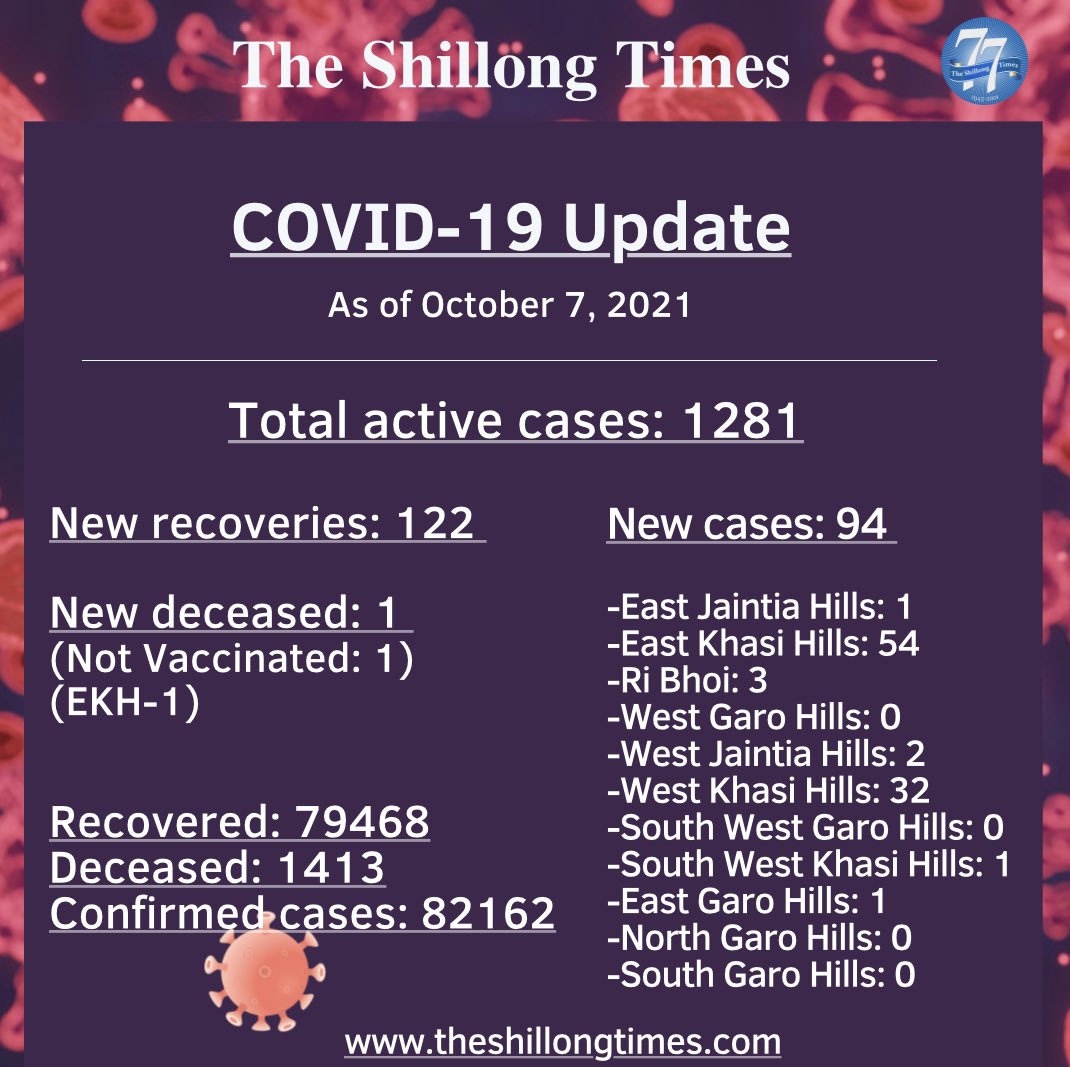 The Shillong Times
77
The Shillong Times
1945-2021
COVID-19 Update
As of October 7, 2021
Total active cases: 1281
New recoveries: 122
New deceased: 1
(Not Vaccinated: 1)
(EKH-1)
Recovered: 79468
Deceased: 1413
Confirmed cases: 82162
New cases: 94
-East Jaintia Hills: 1
-East Khasi Hills: 54
-Ri Bhoi: 3
-West Garo Hills: 0
-West Jaintia Hills: 2
-West Khasi Hills: 32
-South West Garo Hills: 0
-South West Khasi Hills: 1
-East Garo Hills: 1
-North Garo Hills: 0
-South Garo Hills: 0
www.theshillongtimes.com